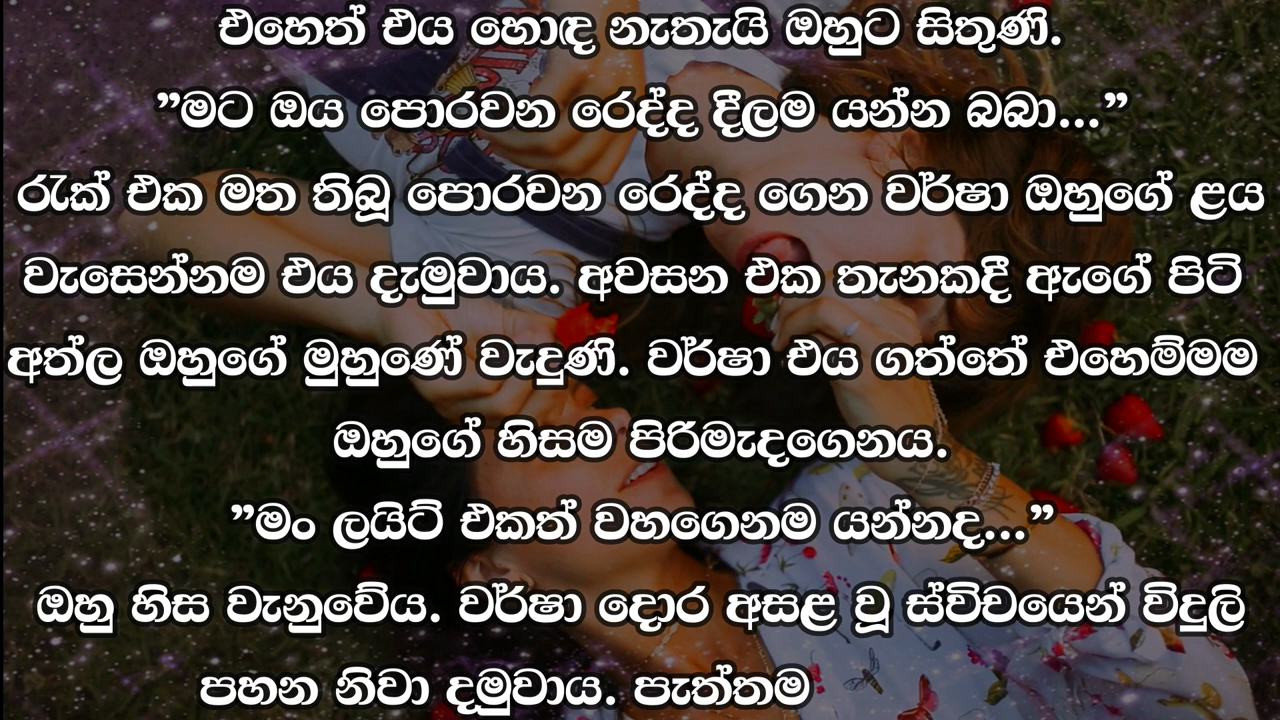 එහෙත් එය හොඳ නැතැයි ඔහුට සිතුණි.
”මට ඔය පොරවන රෙද්ද දීලම යන්න බබා...”
රැක් එක මත තිබූ පොරවන රෙද්ද ගෙන වර්ෂා ඔහුගේ ළය
වැසෙන්නම එය දැමුවාය. අවසන එක තැනකදී ඇගේ පිටි
අත්ල ඔහුගේ මුහුණේ වැදුණි. වර්ෂා එය ගත්තේ එහෙම්මම
ඔහුගේ හිසම පිරිමැදගෙනය.
”මං ලයිට් එකත් වහගෙනම යන්නද...”
ඔහු හිස වැනුවේය. වර්ෂා දොර අසළ වූ ස්විචයෙන් විදුලි
පහන නිවා දමුවාය. පැත්තම